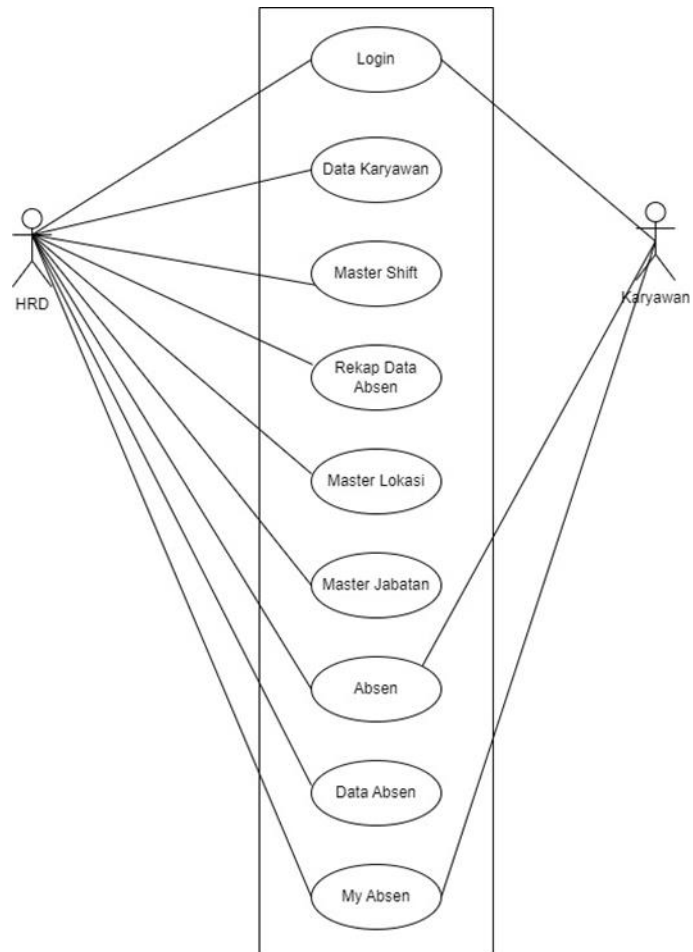 Login
Data Karyawan
HRD
Master Shift
Karyawan
Rekap Data
Absen
Master Lokasi
Master Jabatan
Absen
Data Absen
My Absen